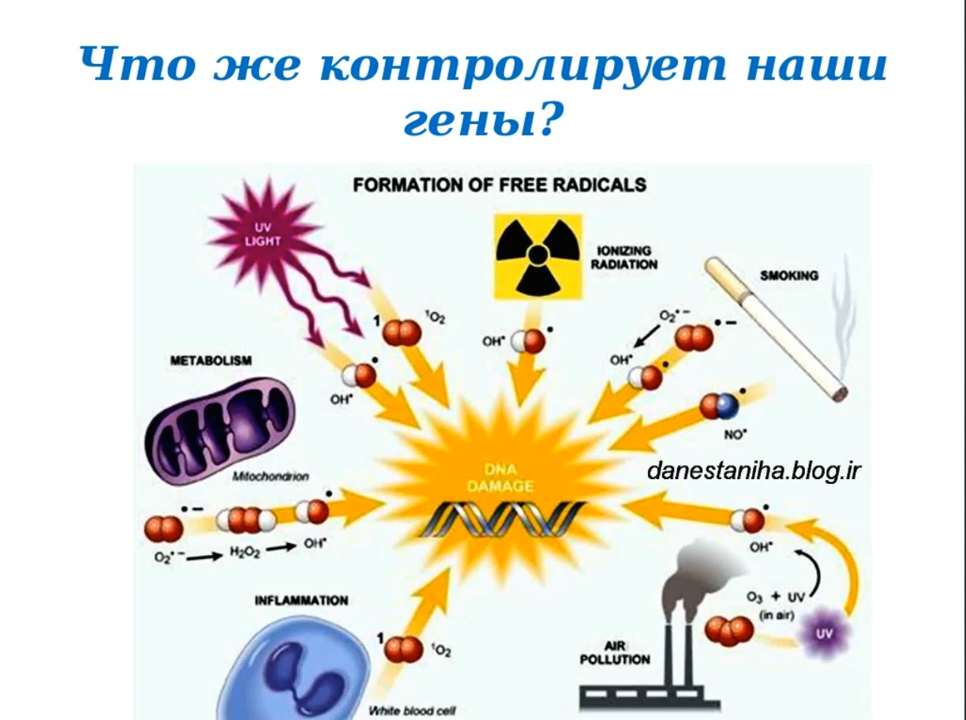 Что же контролирует наши
гены?
FORMATION OF FREE RADICALS
UV
LIGHT
IONIZING
RADIATION
SMOKING
1
¹O₂
OH•
O₂•−
• −
OH•
METABOLISM
OH•
NO•
Mitochondrion
DNA
DAMAGE
danestaniha.blog.ir
• −
O₂•− → H₂O₂ → OH•
OH•
INFLAMMATION
O₃ + UV
(in air)
UV
1
¹O₂
AIR
POLLUTION
White blood cell